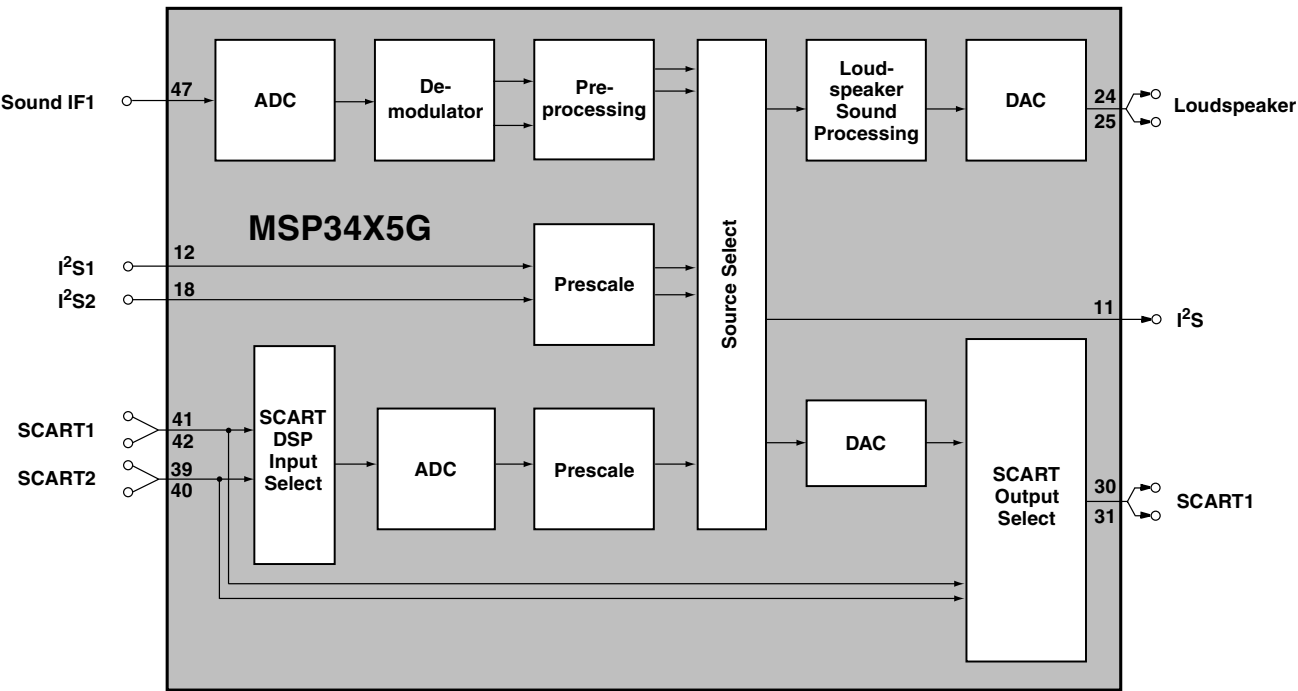 Sound IF1
47
ADC
De-
modulator
Pre-
processing
Loud-
speaker
Sound
Processing
DAC
24
25
Loudspeaker
MSP34X5G
I²S1
12
I²S2
18
Prescale
Source Select
11
I²S
SCART1
41
42
SCART2
39
40
SCART
DSP
Input
Select
ADC
Prescale
DAC
SCART
Output
Select
30
31
SCART1